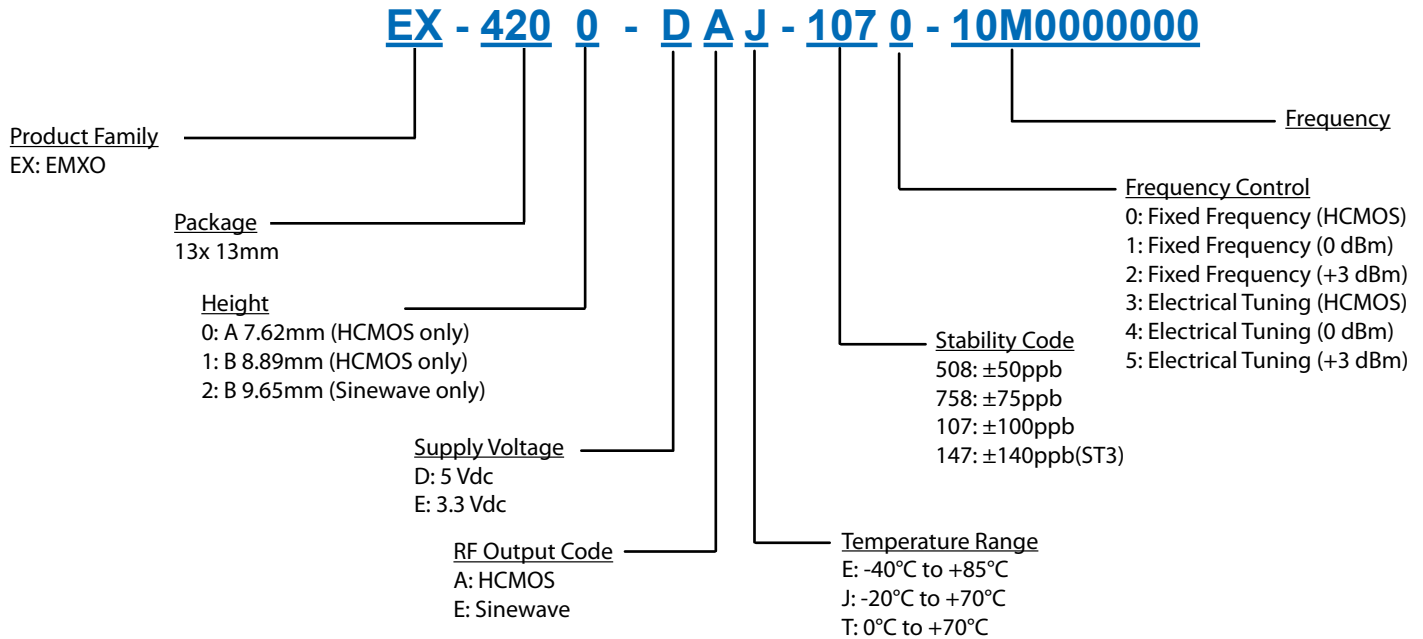 EX - 420 0 - D A J - 107 0 - 10M0000000
Product Family
EX: EMXO
Package
13x 13mm
Height
0: A 7.62mm (HCMOS only)
1: B 8.89mm (HCMOS only)
2: B 9.65mm (Sinewave only)
Supply Voltage
D: 5 Vdc
E: 3.3 Vdc
RF Output Code
A: HCMOS
E: Sinewave
Temperature Range
E: -40°C to +85°C
J: -20°C to +70°C
T: 0°C to +70°C
Stability Code
508: ±50ppb
758: ±75ppb
107: ±100ppb
147: ±140ppb(ST3)
Frequency Control
0: Fixed Frequency (HCMOS)
1: Fixed Frequency (0 dBm)
2: Fixed Frequency (+3 dBm)
3: Electrical Tuning (HCMOS)
4: Electrical Tuning (0 dBm)
5: Electrical Tuning (+3 dBm)
Frequency